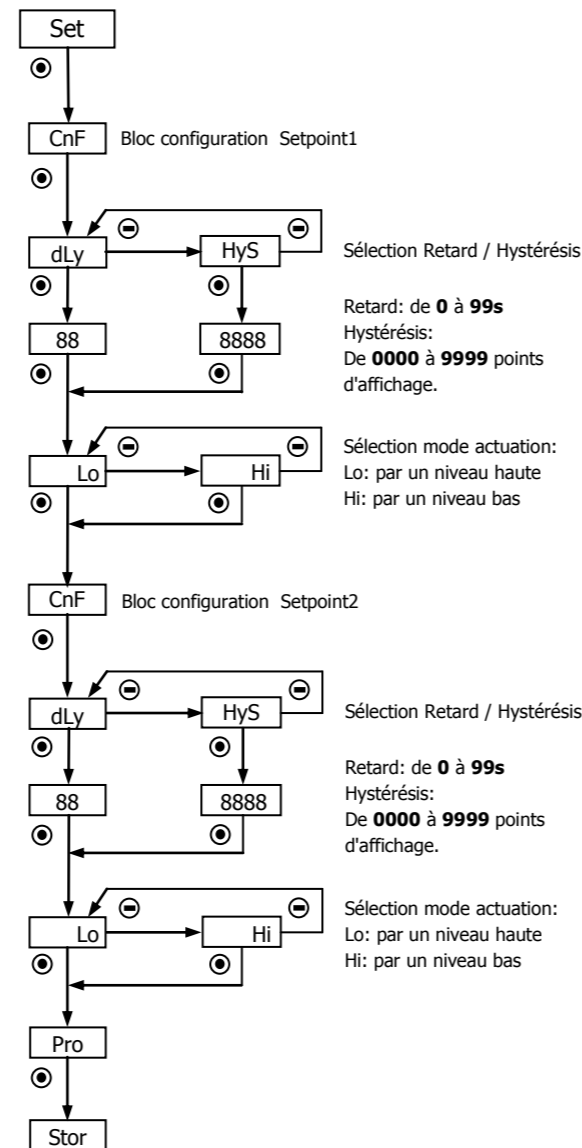 Set
CnF Bloc configuration Setpoint1
dLy HyS Sélection Retard / Hystérésis
Retard: de 0 à 99s
88 8888 Hystérésis:
De 0000 à 9999 points
d'affichage.
Sélection mode actuation:
Lo Hi Lo: par un niveau haute
Hi: par un niveau bas
CnF Bloc configuration Setpoint2
dLy HyS Sélection Retard / Hystérésis
Retard: de 0 à 99s
88 8888 Hystérésis:
De 0000 à 9999 points
d'affichage.
Sélection mode actuation:
Lo Hi Lo: par un niveau haute
Hi: par un niveau bas
Pro
Stor